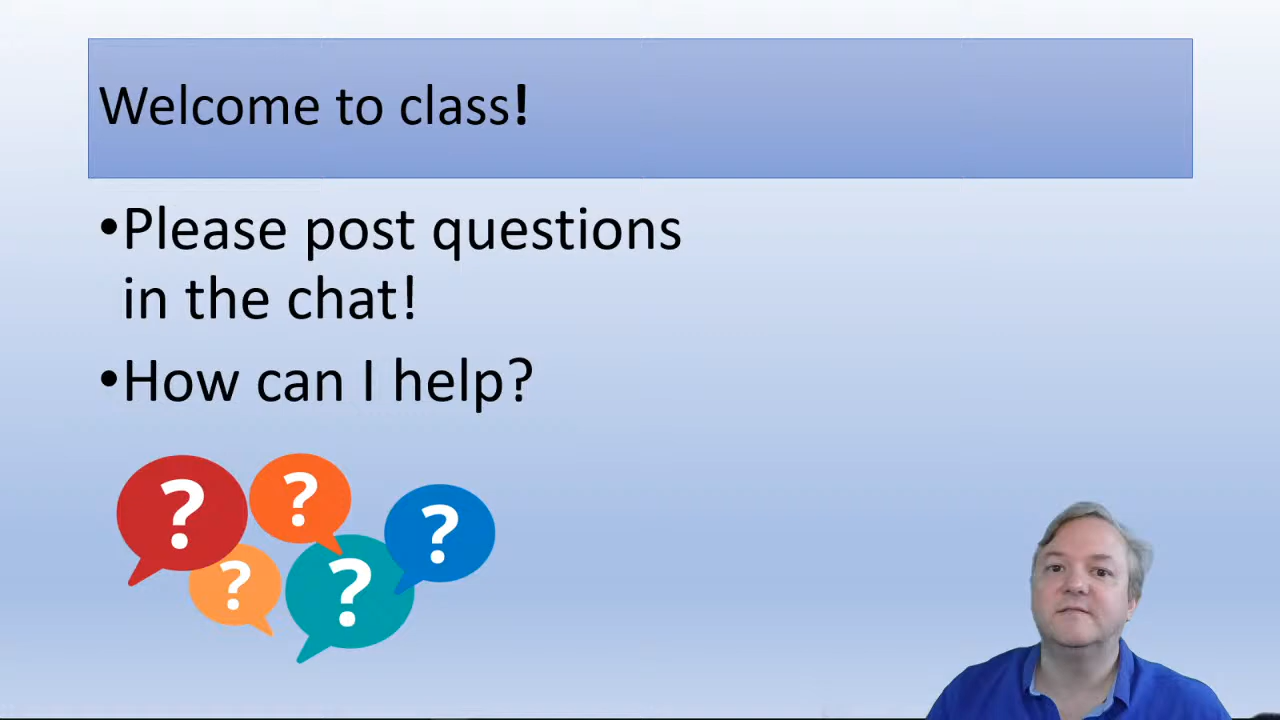 Welcome to class!
•Please post questions
in the chat!
•How can I help?
?
?
?
?
?